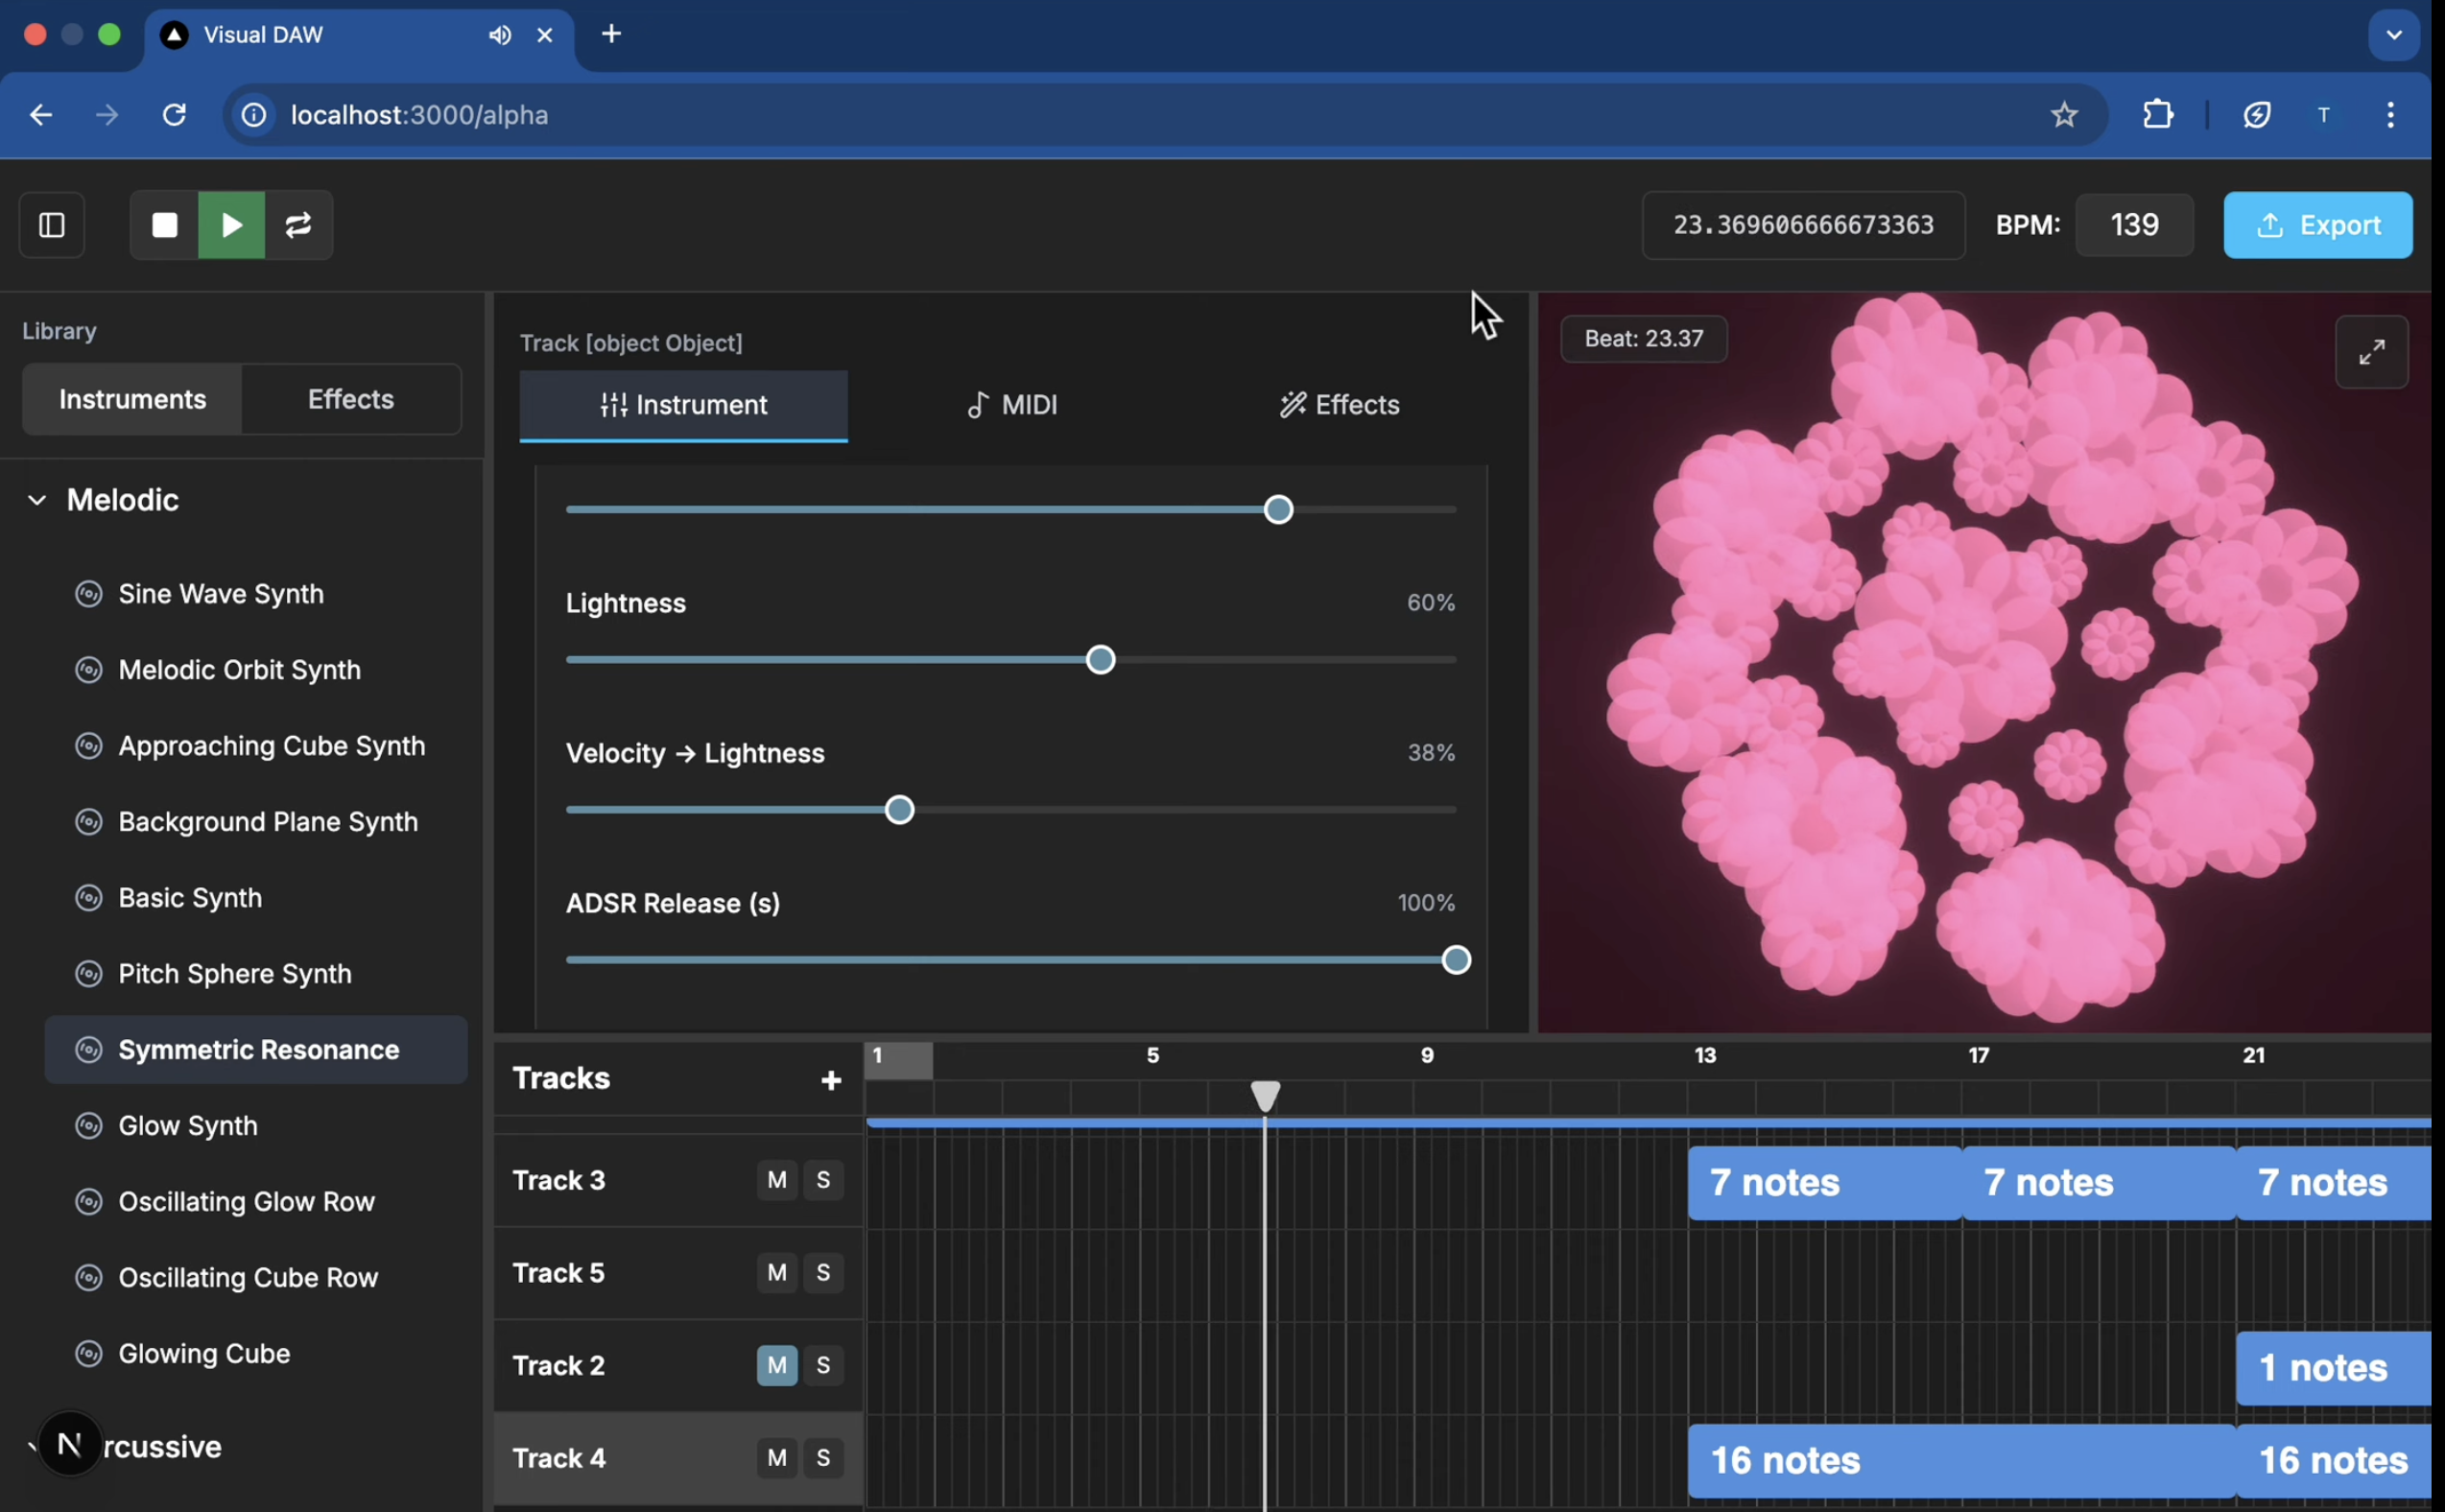 Visual DAW
localhost:3000/alpha
T
23.369606666673363
BPM: 139
Export
Library
Instruments
Effects
Melodic
Sine Wave Synth
Melodic Orbit Synth
Approaching Cube Synth
Background Plane Synth
Basic Synth
Pitch Sphere Synth
Symmetric Resonance
Glow Synth
Oscillating Glow Row
Oscillating Cube Row
Glowing Cube
N
rcussive
Track [object Object]
Instrument
MIDI
Effects
Lightness 60%
Velocity → Lightness 38%
ADSR Release (s) 100%
Beat: 23.37
Tracks +
1 5 9 13 17 21
Track 3 M S
7 notes 7 notes 7 notes
Track 5 M S
Track 2 M S
1 notes
Track 4 M S
16 notes 16 notes